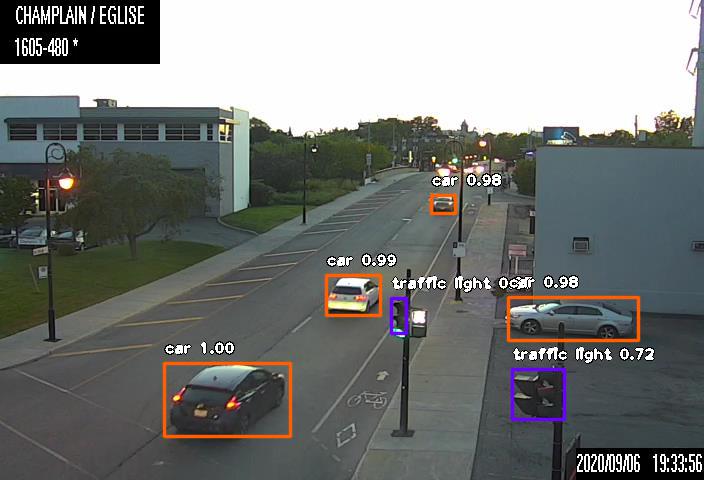 CHAMPLAIN / EGLISE
1605-480 *
car 0.98
car 0.99
traffic light 0.
car 0.98
car 1.00
traffic light 0.72
2020/09/06 19:33:56